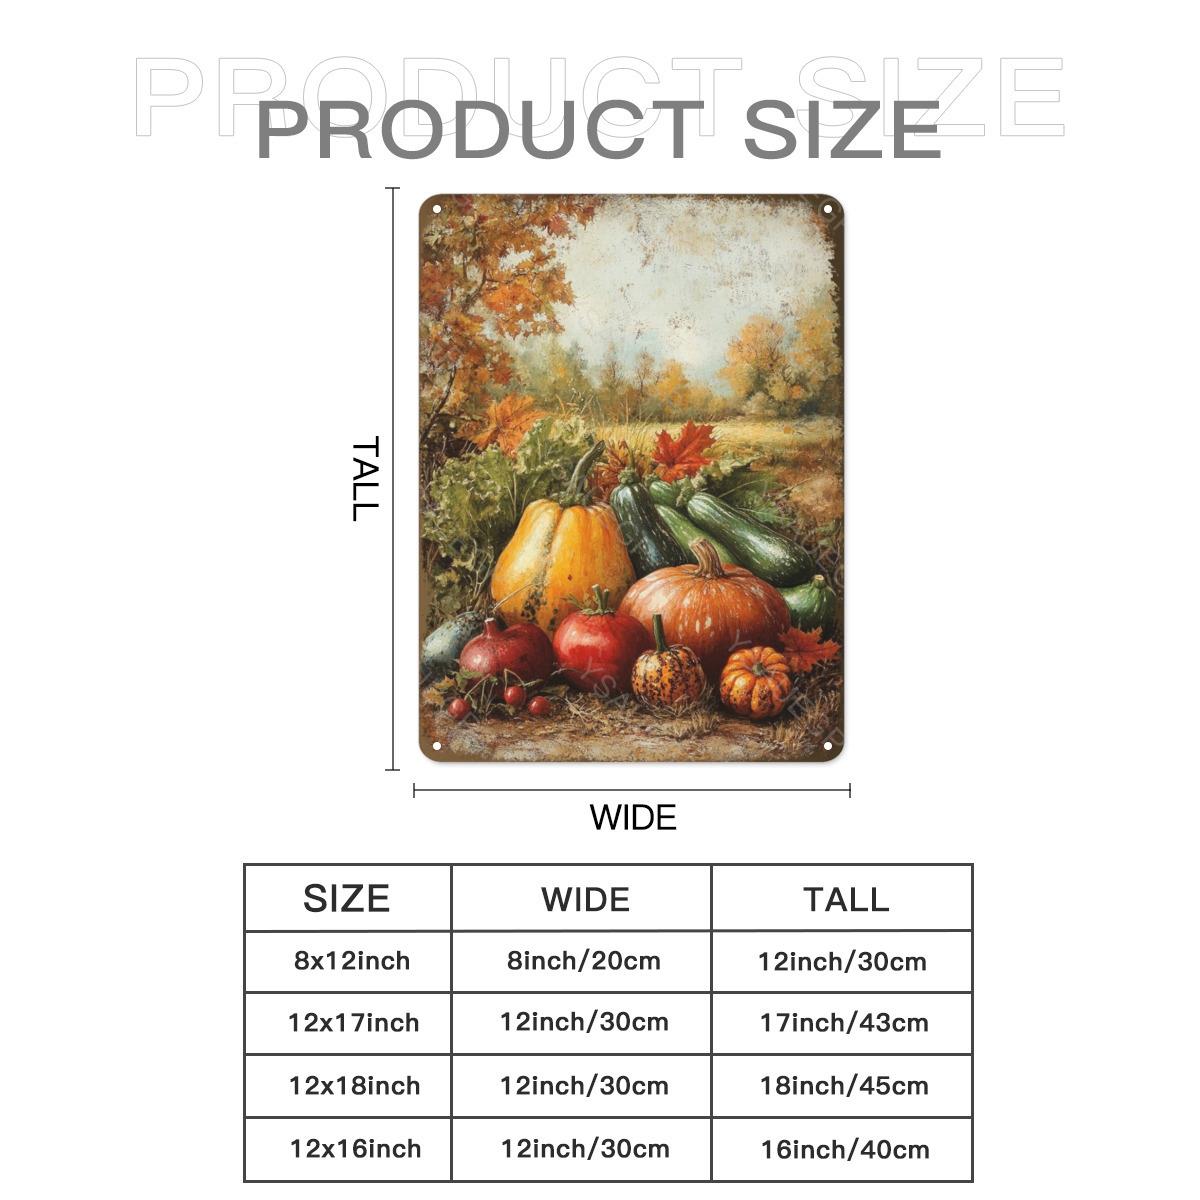 PRODUCT SIZE
PRODUCT SIZE
TALL
WIDE
SIZE WIDE TALL
8x12inch 8inch/20cm 12inch/30cm
12x17inch 12inch/30cm 17inch/43cm
12x18inch 12inch/30cm 18inch/45cm
12x16inch 12inch/30cm 16inch/40cm